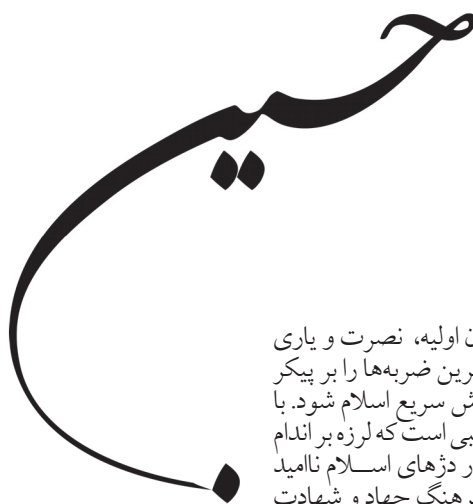 حسین
ن اولیه، نصرت و یاری
رین ضربه‌ها را بر پیکر
ش سریع اسلام شود. با
بی است که لرزه بر اندام
ر دژهای اســلام ناامید
رهنگ جهاد و شهادت